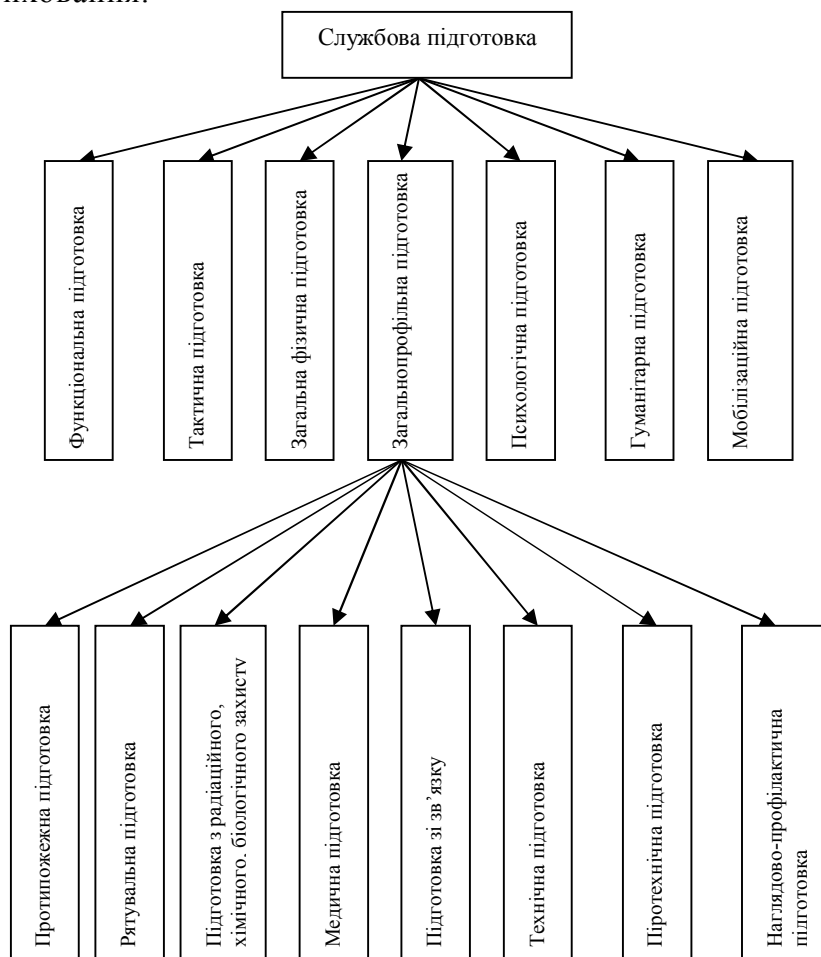 Службова підготовка
Функціональна підготовка
Тактична підготовка
Загальна фізична підготовка
Загальнопрофільна підготовка
Психологічна підготовка
Гуманітарна підготовка
Мобілізаційна підготовка
Протипожежна підготовка
Рятувальна підготовка
Підготовка з радіаційного,
хімічного. біологічного захисту
Медична підготовка
Підготовка зі зв’язку
Технічна підготовка
Піротехнічна підготовка
Наглядово-профілактична
підготовка